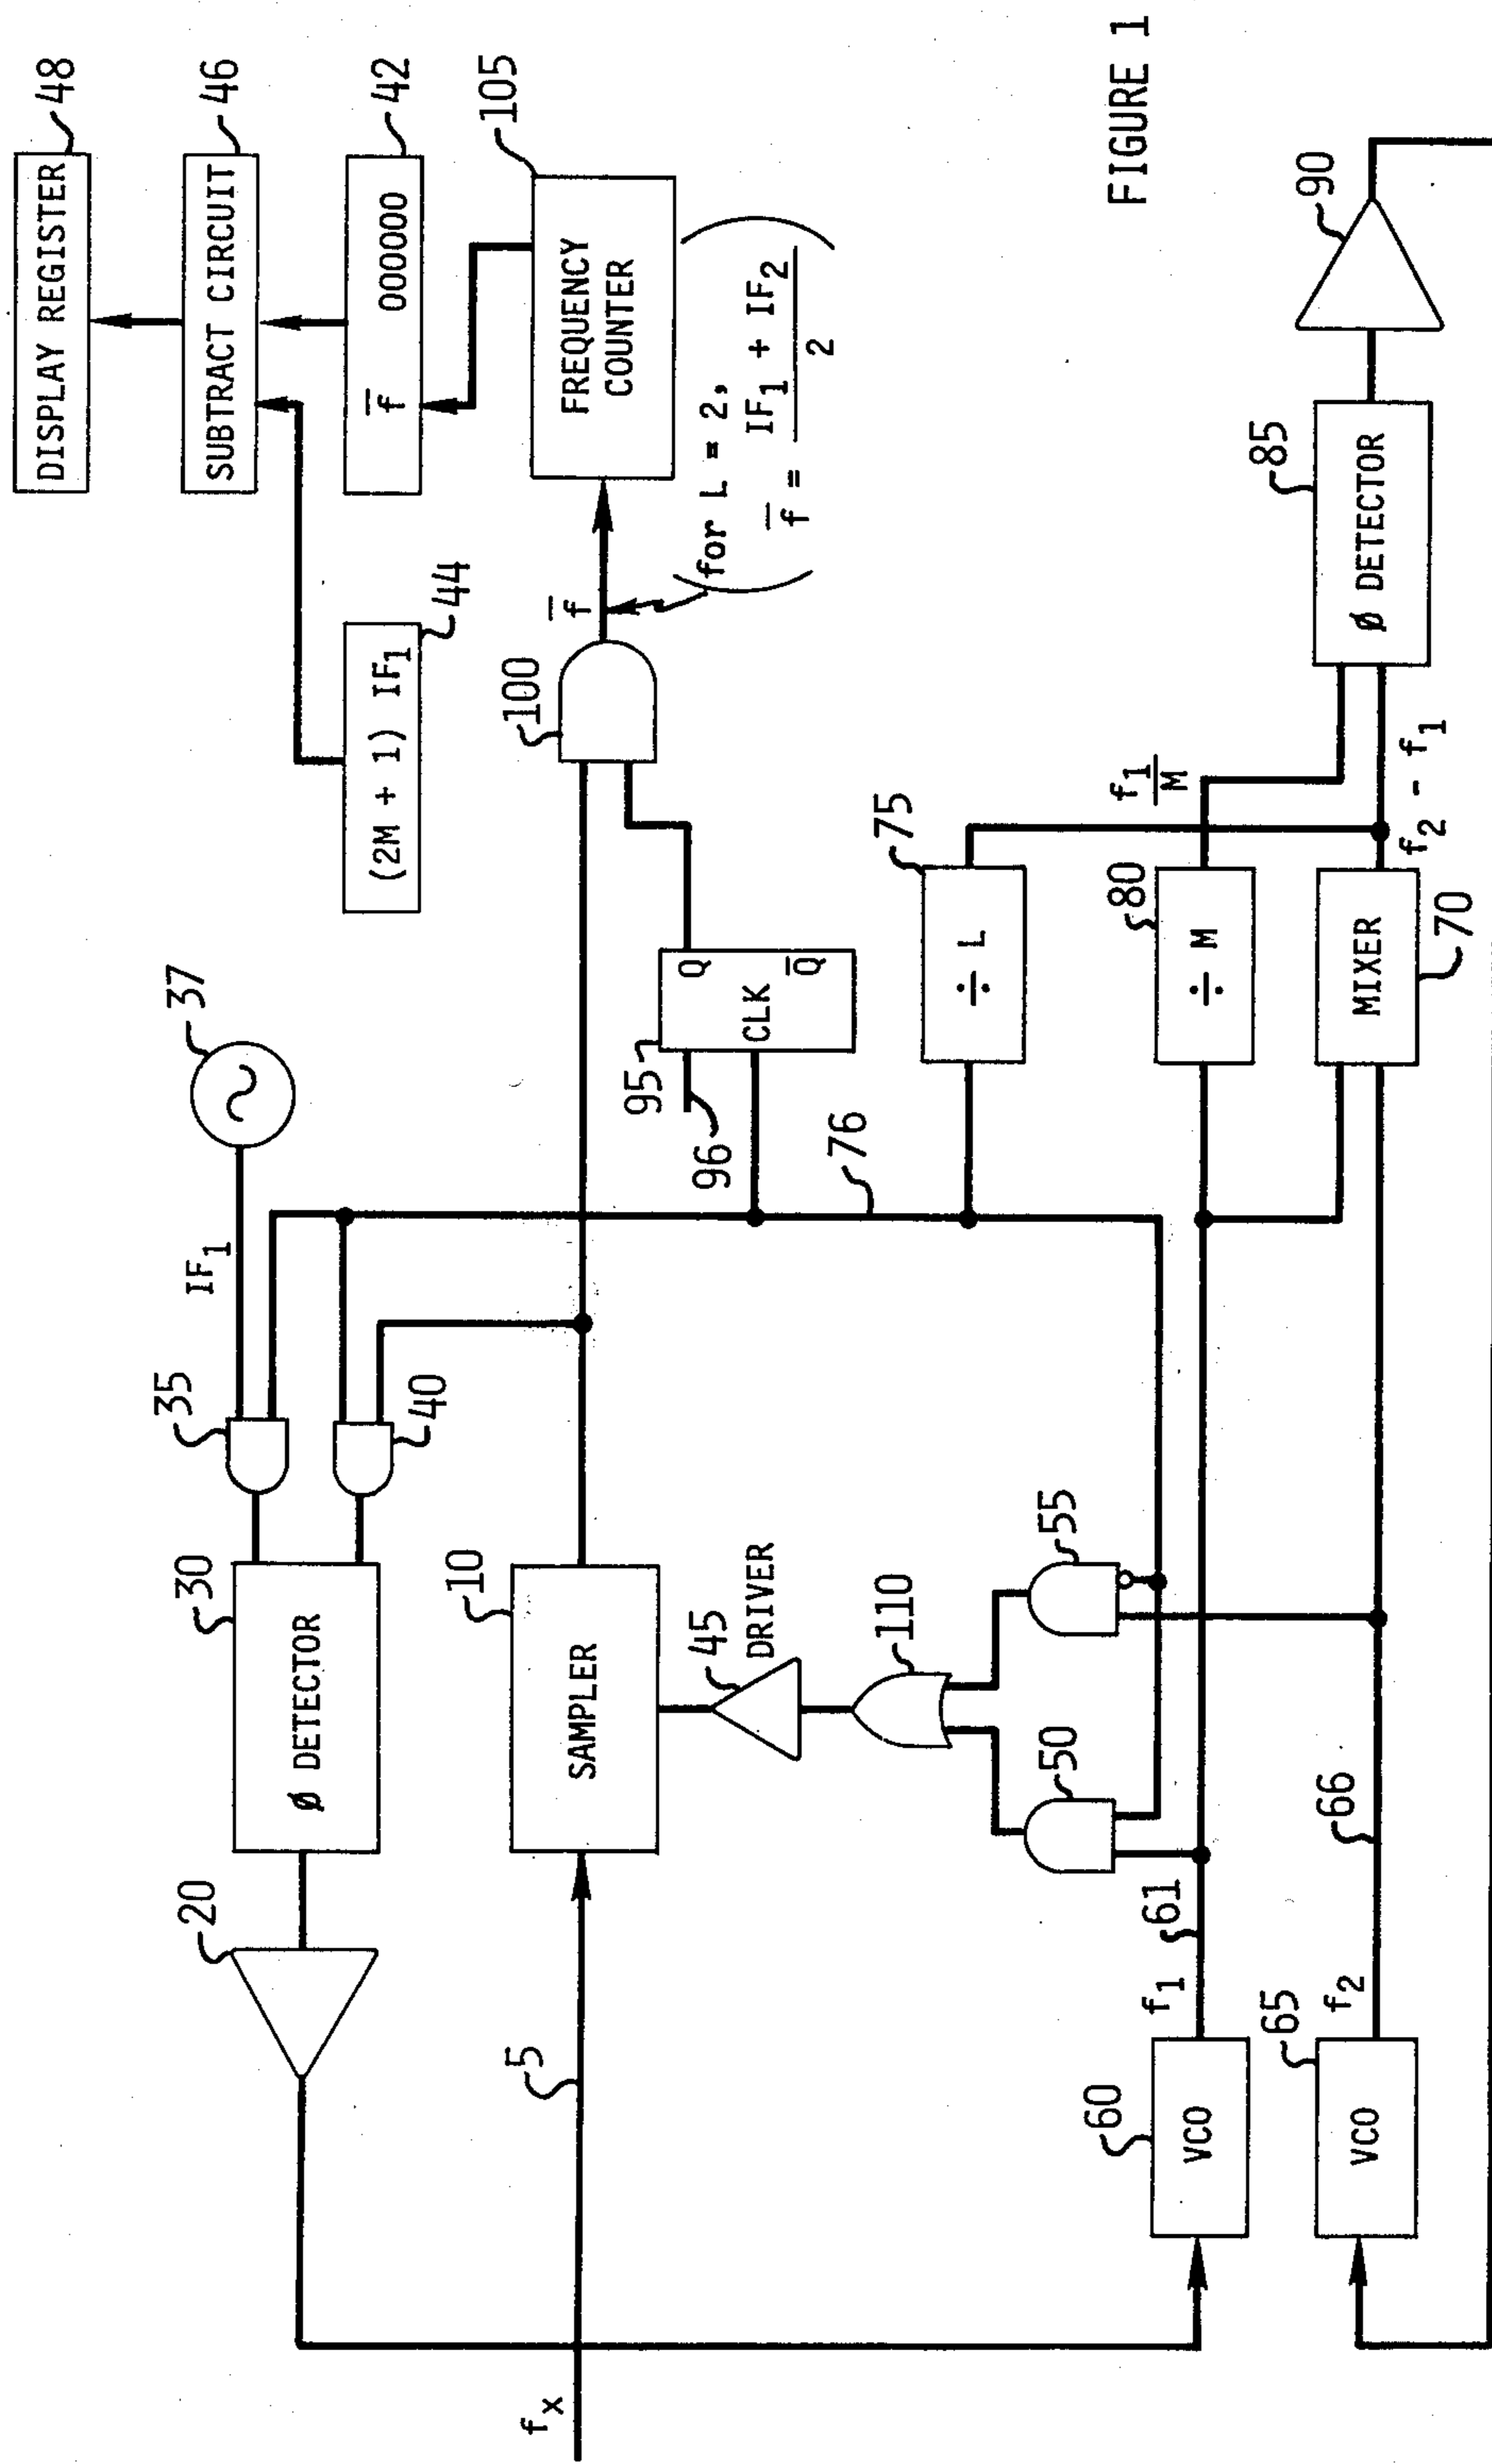 DISPLAY REGISTER
48
SUBTRACT CIRCUIT
46
f̅ 000000
42
(2M + 1) IF₁
44
FREQUENCY
COUNTER
105
f̅
for L = 2,
f̅ = IF₁ + IF₂
2
100
37
IF₁
35
40
Ø DETECTOR
30
20
SAMPLER
10
5
fₓ
45
DRIVER
110
50
55
Q
CLK
Q̅
95
96
76
÷ L
75
÷ M
80
f₁
M
MIXER
70
f₂ - f₁
Ø DETECTOR
85
90
VCO
60
f₁
61
VCO
65
f₂
66
FIGURE 1